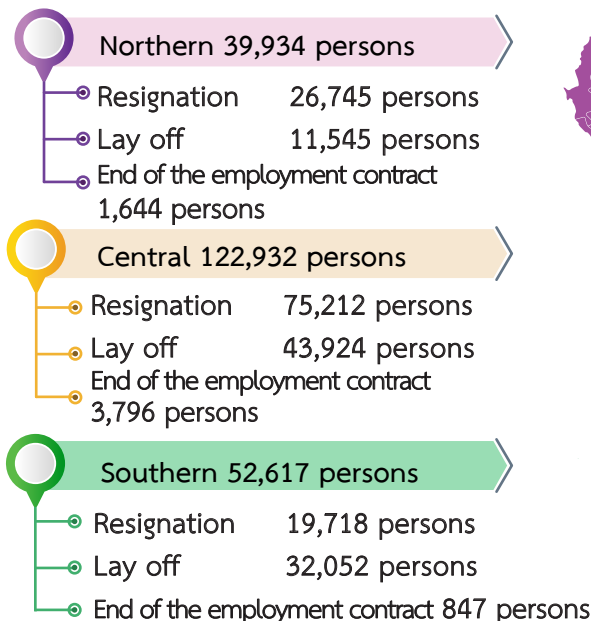 Northern 39,934 persons
Resignation 26,745 persons
Lay off 11,545 persons
End of the employment contract
1,644 persons
Central 122,932 persons
Resignation 75,212 persons
Lay off 43,924 persons
End of the employment contract
3,796 persons
Southern 52,617 persons
Resignation 19,718 persons
Lay off 32,052 persons
End of the employment contract 847 persons